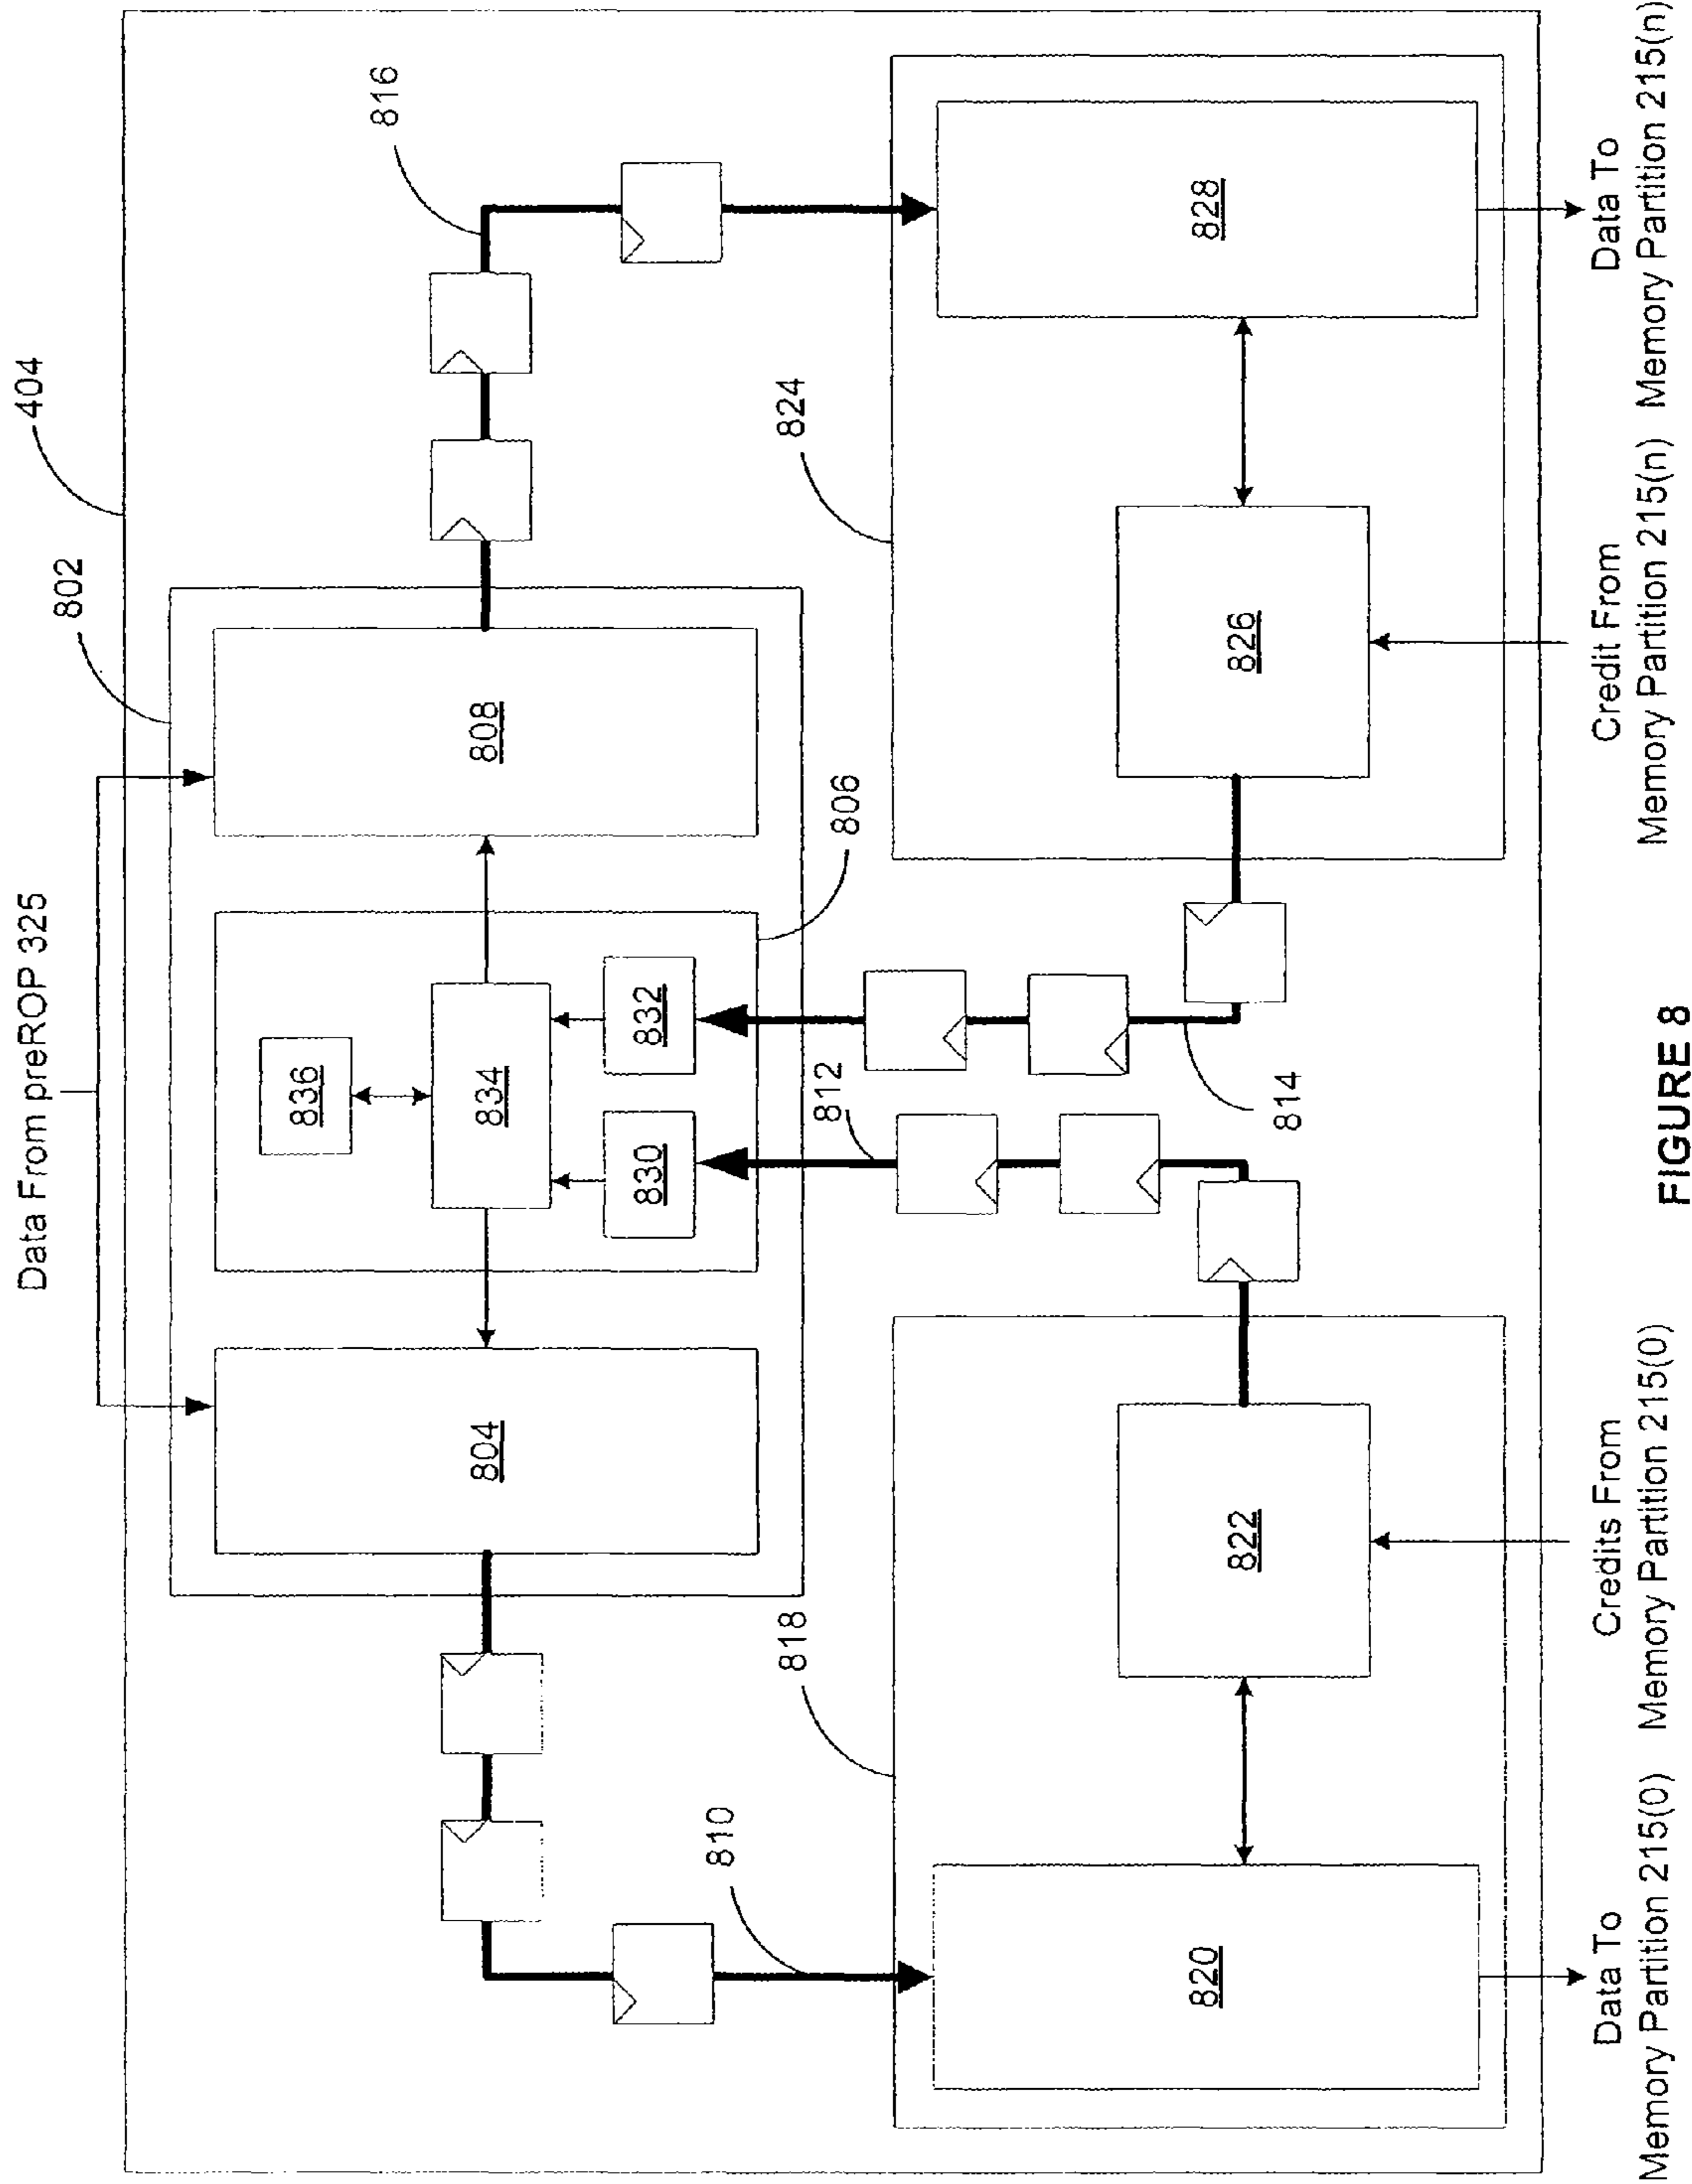 Data From preROP 325
404
802
816
836
804
834
808
830
832
810
818
812
806
824
820
822
826
828
814
Data To
Memory Partition 215(0)
Credits From
Memory Partition 215(0)
Credit From
Memory Partition 215(n)
Data To
Memory Partition 215(n)
FIGURE 8